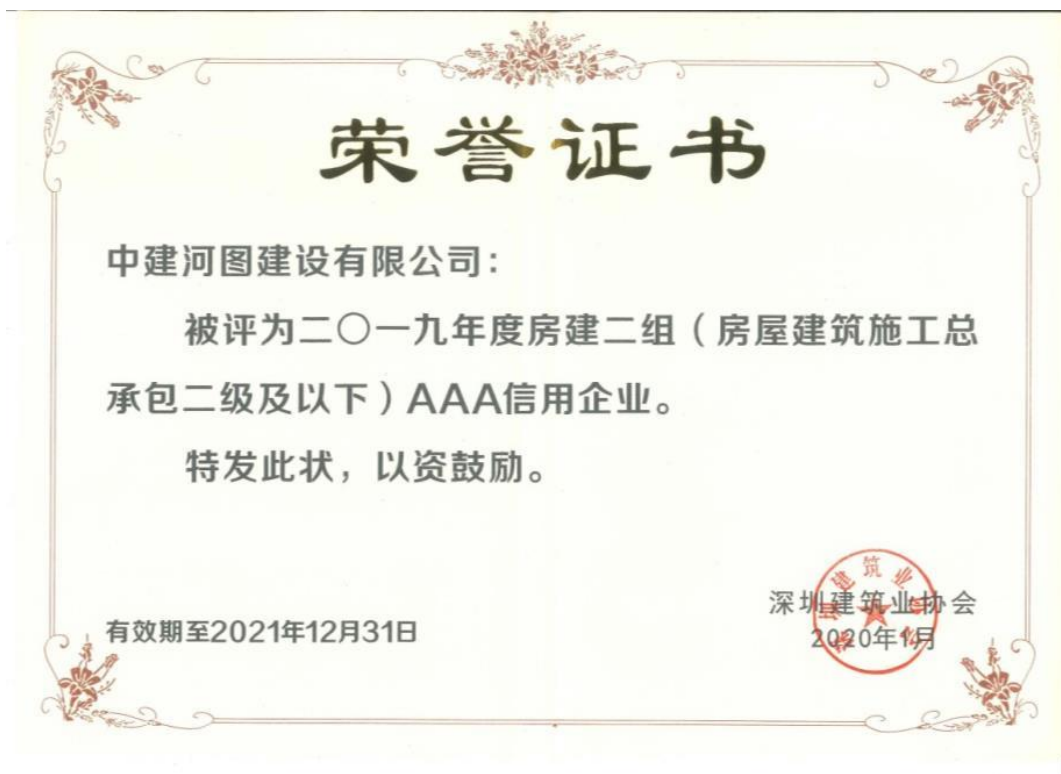 荣誉证书
中建河图建设有限公司：
被评为二〇一九年度房建二组（房屋建筑施工总
承包二级及以下）AAA信用企业。
特发此状，以资鼓励。
深圳建筑业协会
有效期至2021年12月31日
2020年1月